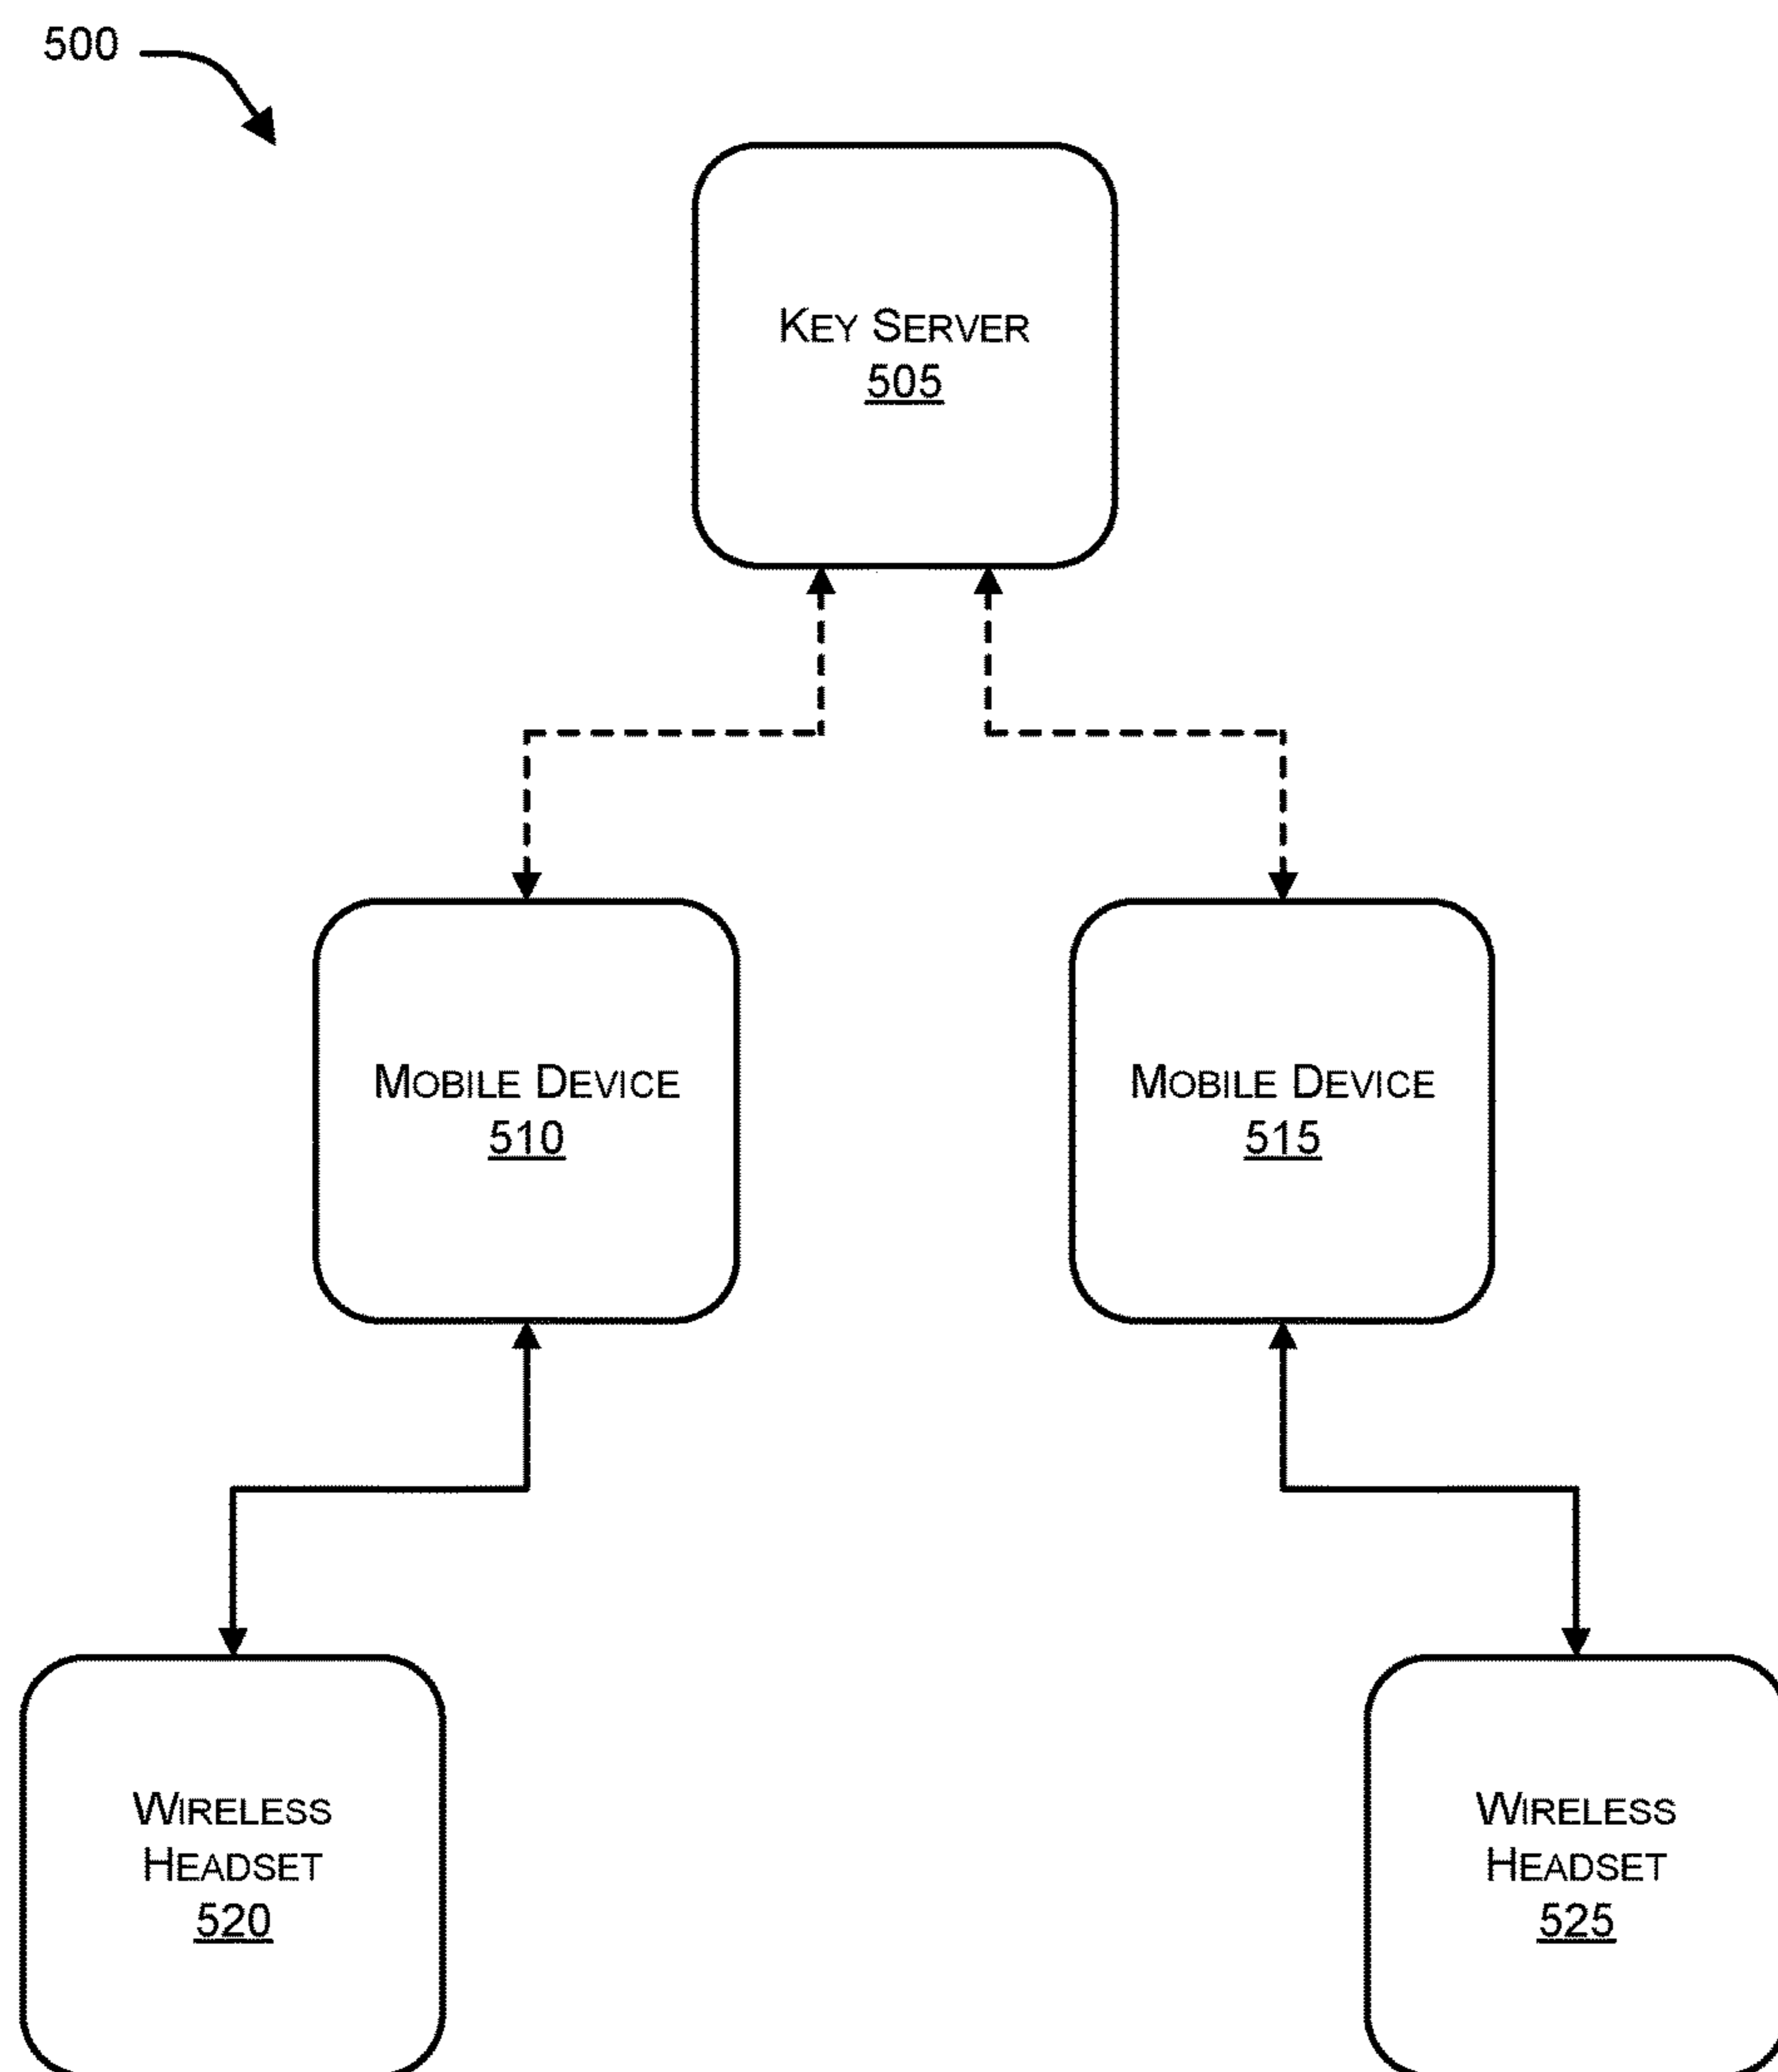 500
KEY SERVER
505
MOBILE DEVICE
510
MOBILE DEVICE
515
WIRELESS
HEADSET
520
WIRELESS
HEADSET
525